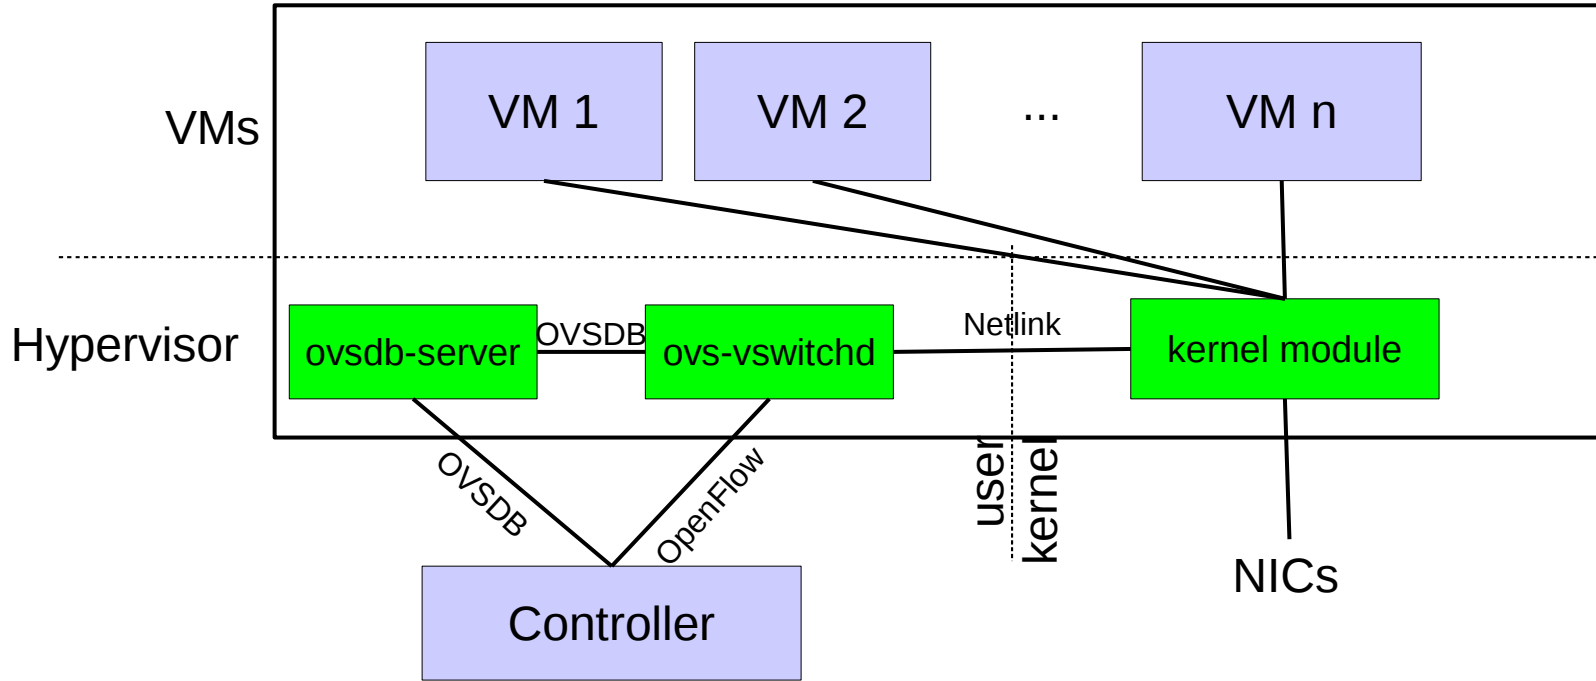 VMs
VM 1
VM 2
...
VM n
Hypervisor
ovsdb-server
OVSDB
ovs-vswitchd
Netlink
kernel module
OVSDB
OpenFlow
user
kernel
NICs
Controller